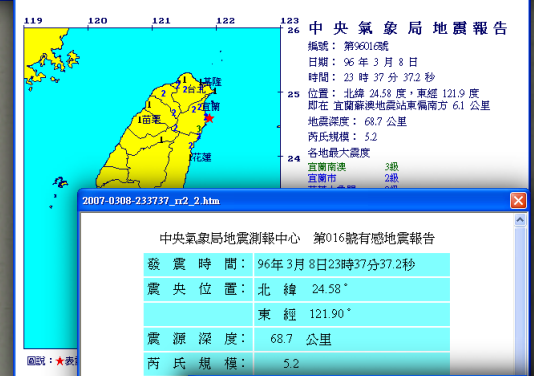 119 120 121 122 123
26
25
24
基隆
台北
宜蘭
苗栗
花蓮
中央氣象局地震報告
編號： 第96016號
日期： 96 年 3 月 8 日
時間： 23 時 37 分 37.2 秒
位置： 北緯 24.58 度，東經 121.9 度
即在 宜蘭蘇澳地震站東偏南方 6.1 公里
地震深度： 68.7 公里
芮氏規模： 5.2
各地最大震度
宜蘭南澳 3級
宜蘭市 2級
圖說：★表
2007-0308-233737_rr2_2.htm
中央氣象局地震測報中心 第016號有感地震報告
發震時間： 96年 3月 8日23時37分37.2秒
震央位置： 北緯 24.58°
東經 121.90°
震源深度： 68.7 公里
芮氏規模： 5.2